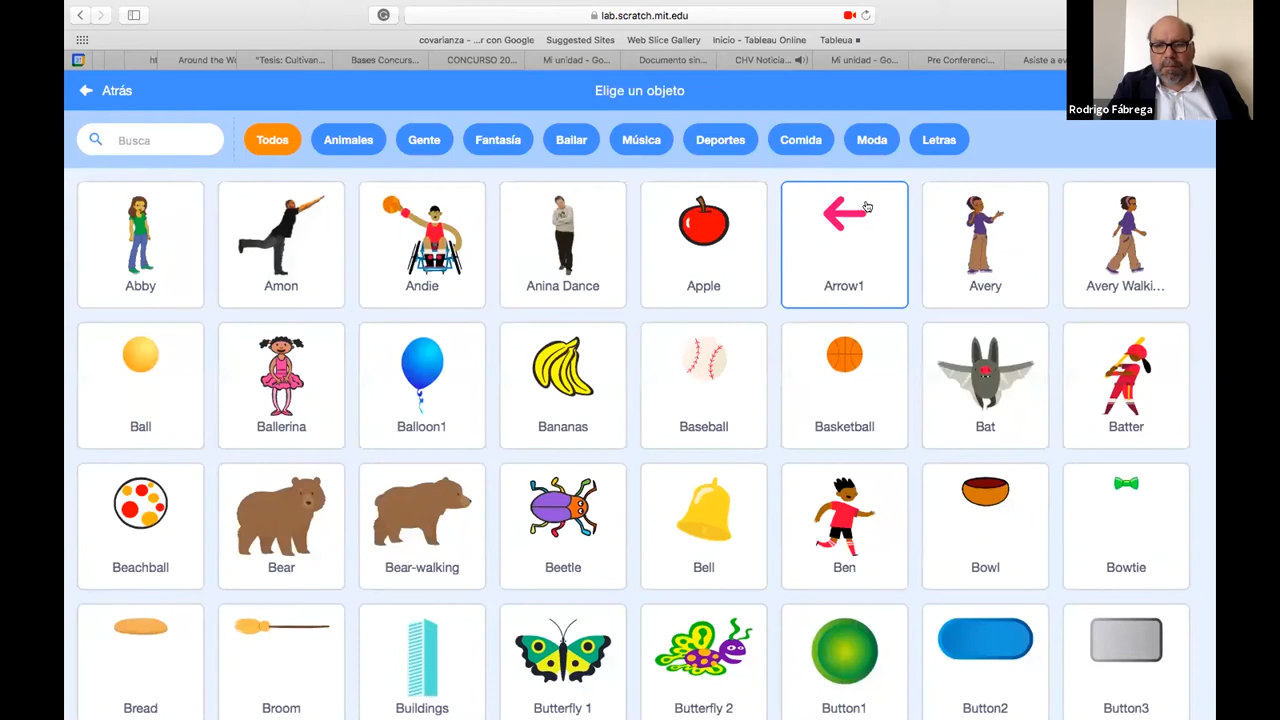 lab.scratch.mit.edu
covarianza ... r con Google Suggested Sites Web Slice Gallery Inicio - Tableau Online Tableua
ht Around the Wo "Tesis: Cultivan... Bases Concurs... CONCURSO 20... Mi unidad - Go... Documento sin... CHV Noticia... Mi unidad - Go... Pre Conferenci... Asiste a ev
Rodrigo Fábrega
Atrás Elige un objeto
Busca Todos Animales Gente Fantasía Bailar Música Deportes Comida Moda Letras
Abby Amon Andie Anina Dance Apple Arrow1 Avery Avery Walki...
Ball Ballerina Balloon1 Bananas Baseball Basketball Bat Batter
Beachball Bear Bear-walking Beetle Bell Ben Bowl Bowtie
Bread Broom Buildings Butterfly 1 Butterfly 2 Button1 Button2 Button3